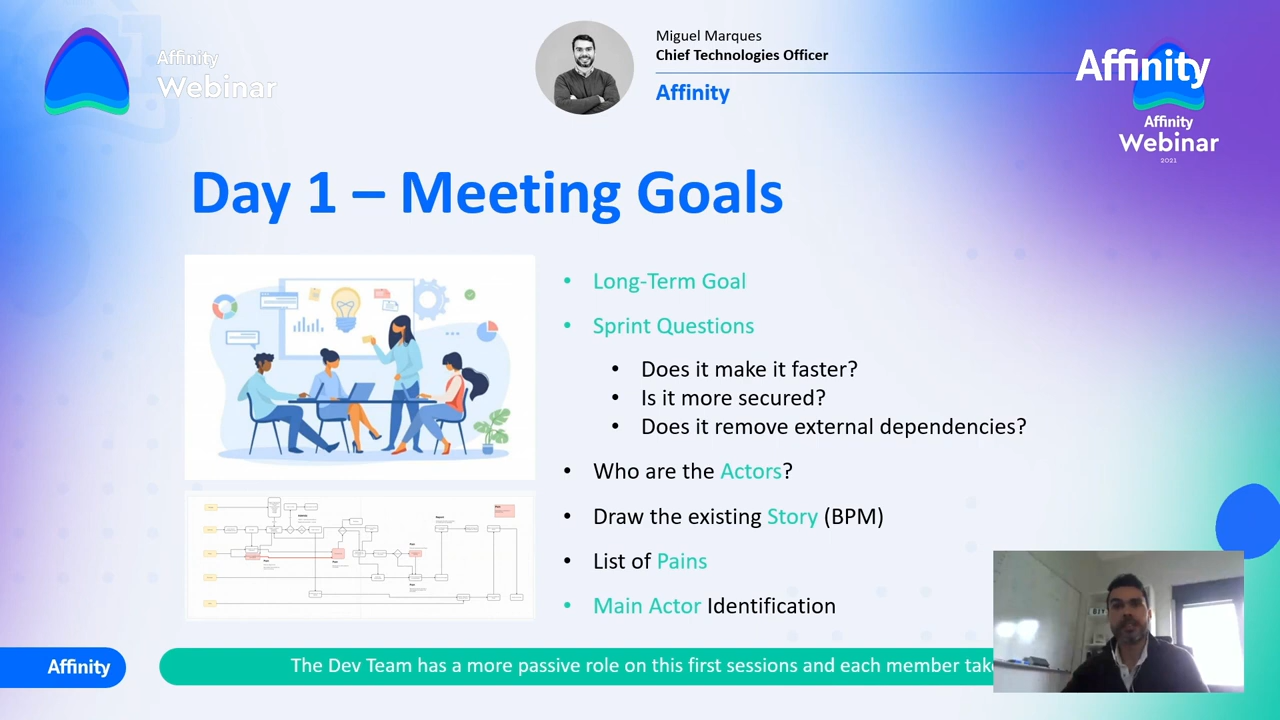 Affinity
Webinar
Miguel Marques
Chief Technologies Officer
Affinity
Affinity
Affinity
Webinar
2021
Day 1 – Meeting Goals
• Long-Term Goal
• Sprint Questions
• Does it make it faster?
• Is it more secured?
• Does it remove external dependencies?
• Who are the Actors?
• Draw the existing Story (BPM)
• List of Pains
• Main Actor Identification
Affinity
The Dev Team has a more passive role on this first sessions and each member